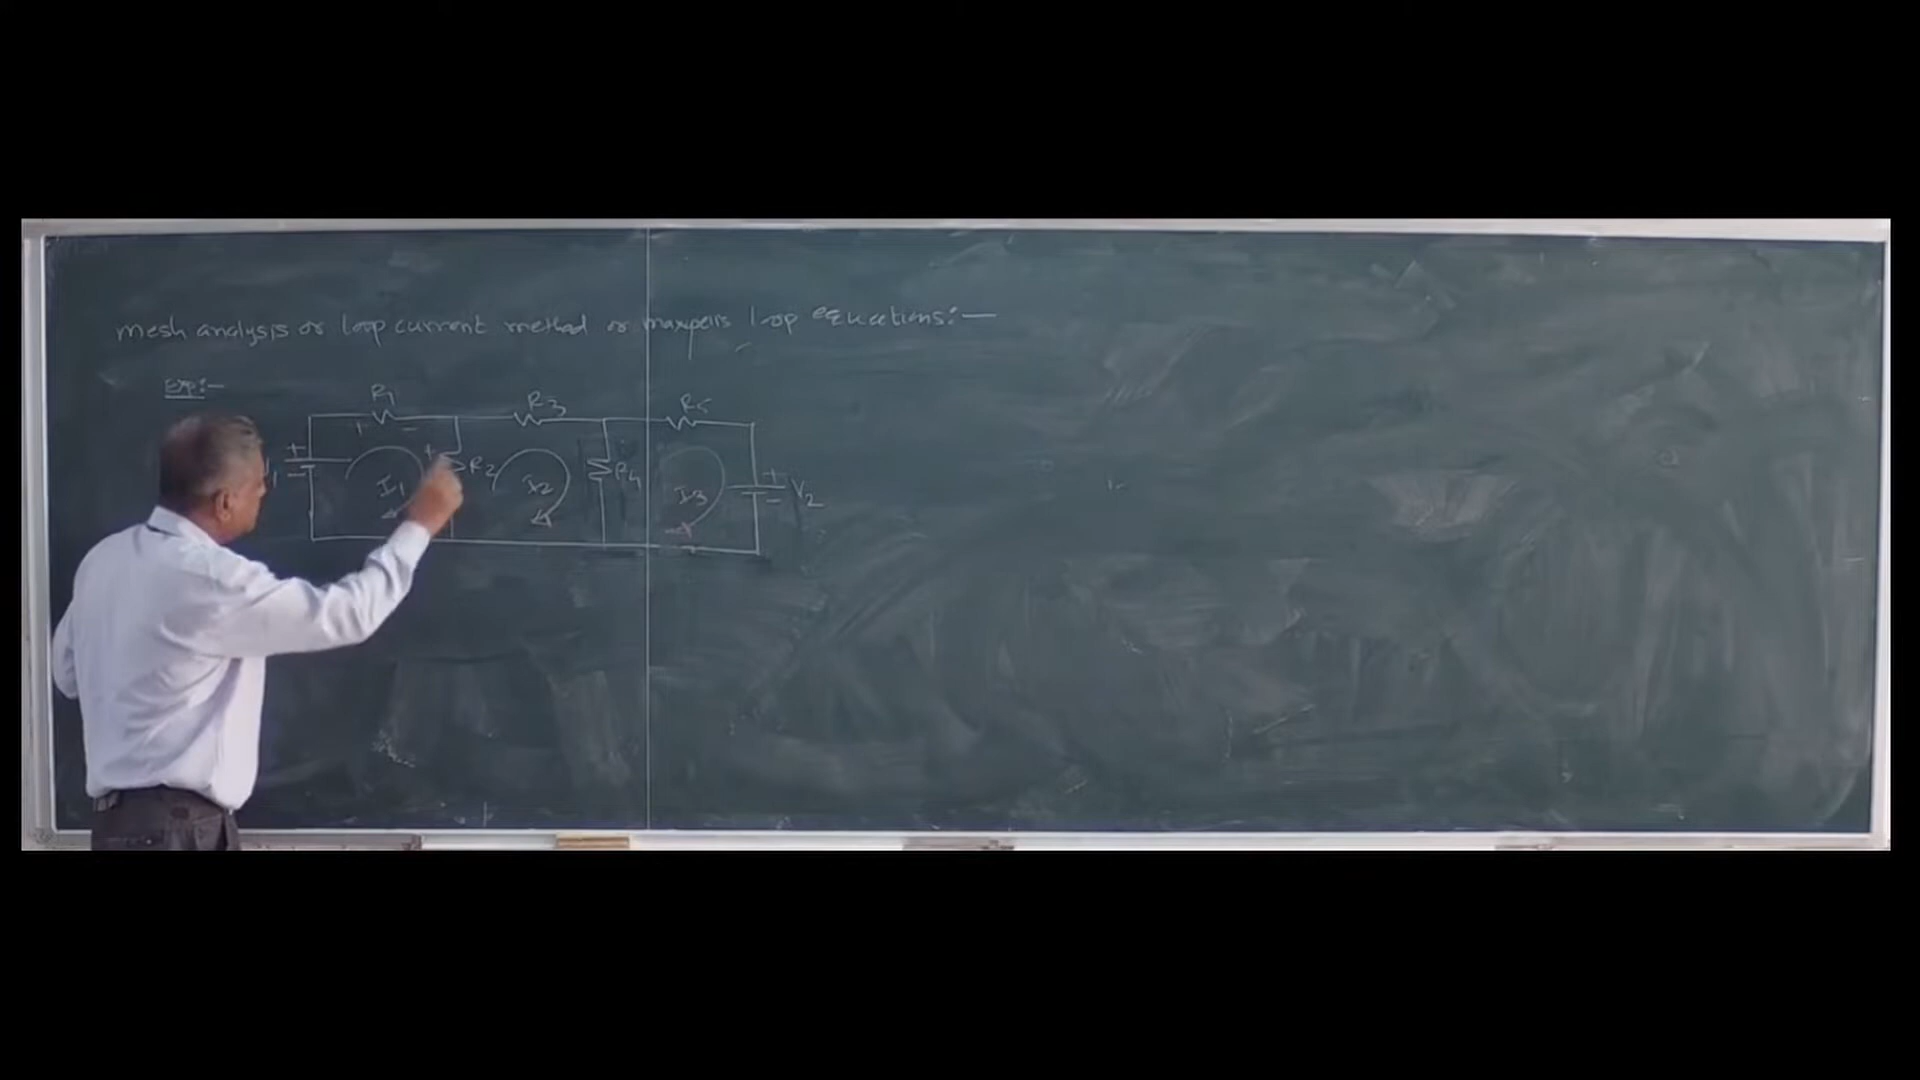 mesh analysis or loop current method or maxpells loop equations:-
Exp:-
R1 R3 R5
+ -
+ - + R2 R4 + - V2
I1 I2 I3